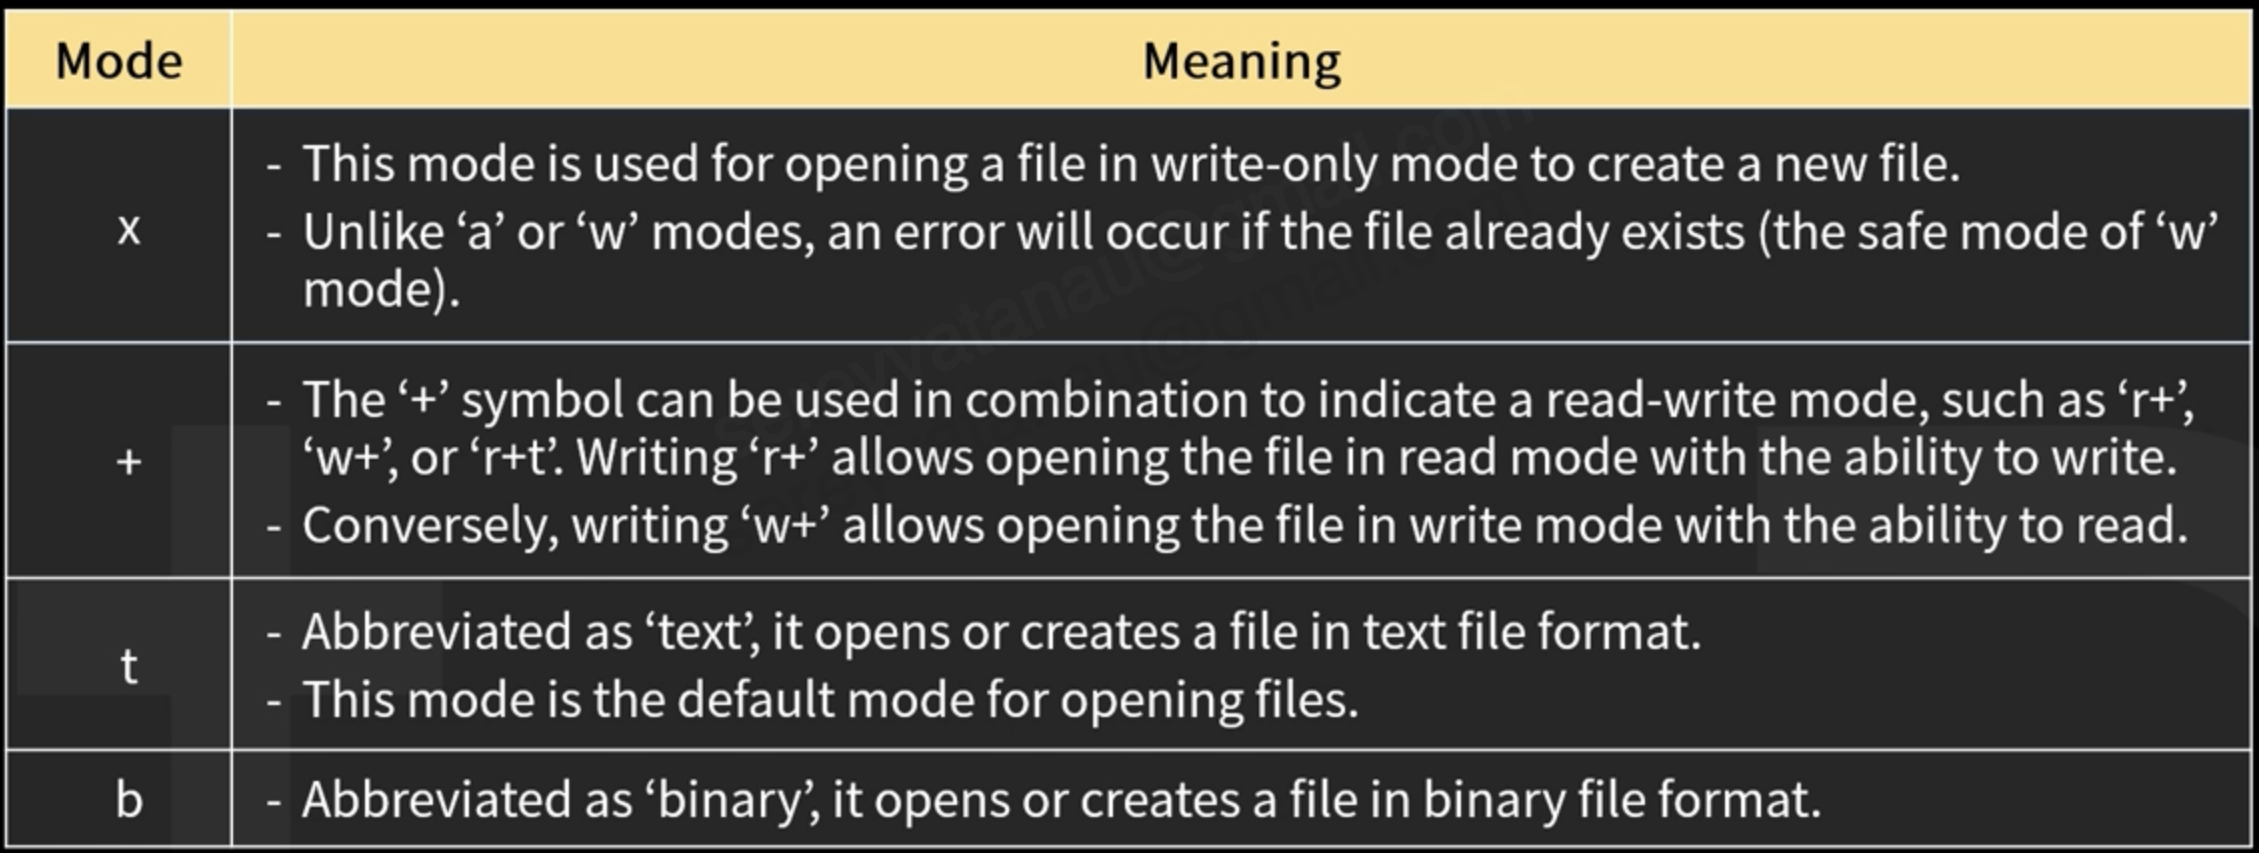 Mode
Meaning
x
- This mode is used for opening a file in write-only mode to create a new file.
- Unlike ‘a’ or ‘w’ modes, an error will occur if the file already exists (the safe mode of ‘w’
mode).
+
- The ‘+’ symbol can be used in combination to indicate a read-write mode, such as ‘r+’,
‘w+’, or ‘r+t’. Writing ‘r+’ allows opening the file in read mode with the ability to write.
- Conversely, writing ‘w+’ allows opening the file in write mode with the ability to read.
t
- Abbreviated as ‘text’, it opens or creates a file in text file format.
- This mode is the default mode for opening files.
b
- Abbreviated as ‘binary’, it opens or creates a file in binary file format.